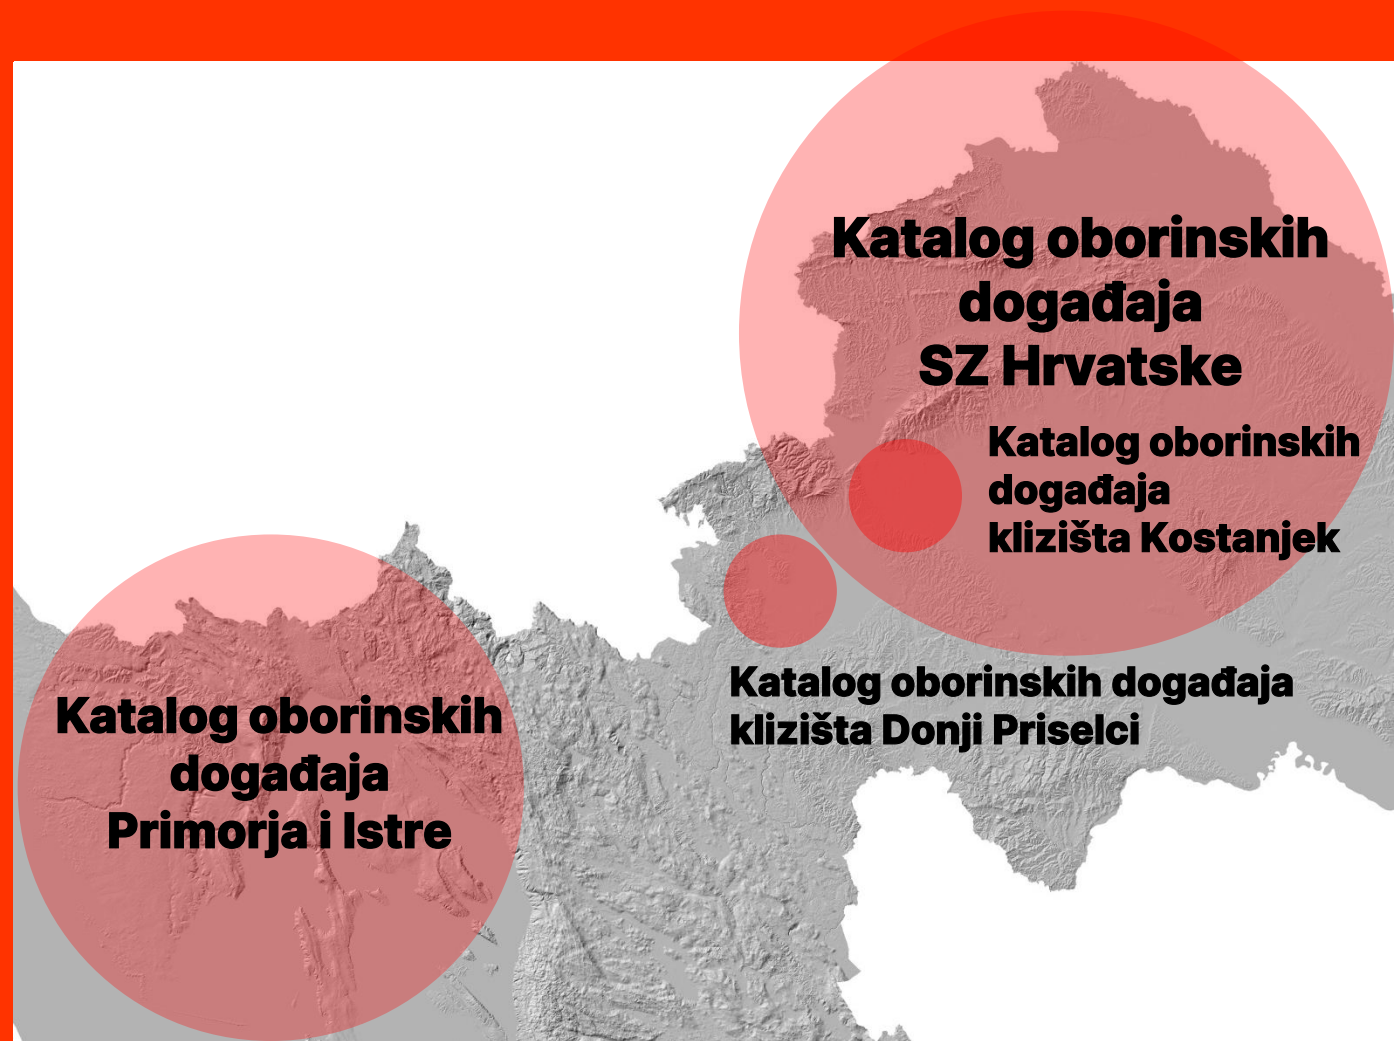 Katalog oborinskih
događaja
SZ Hrvatske
Katalog oborinskih
događaja
klizišta Kostanjek
Katalog oborinskih događaja
klizišta Donji Priselci
Katalog oborinskih
događaja
Primorja i Istre